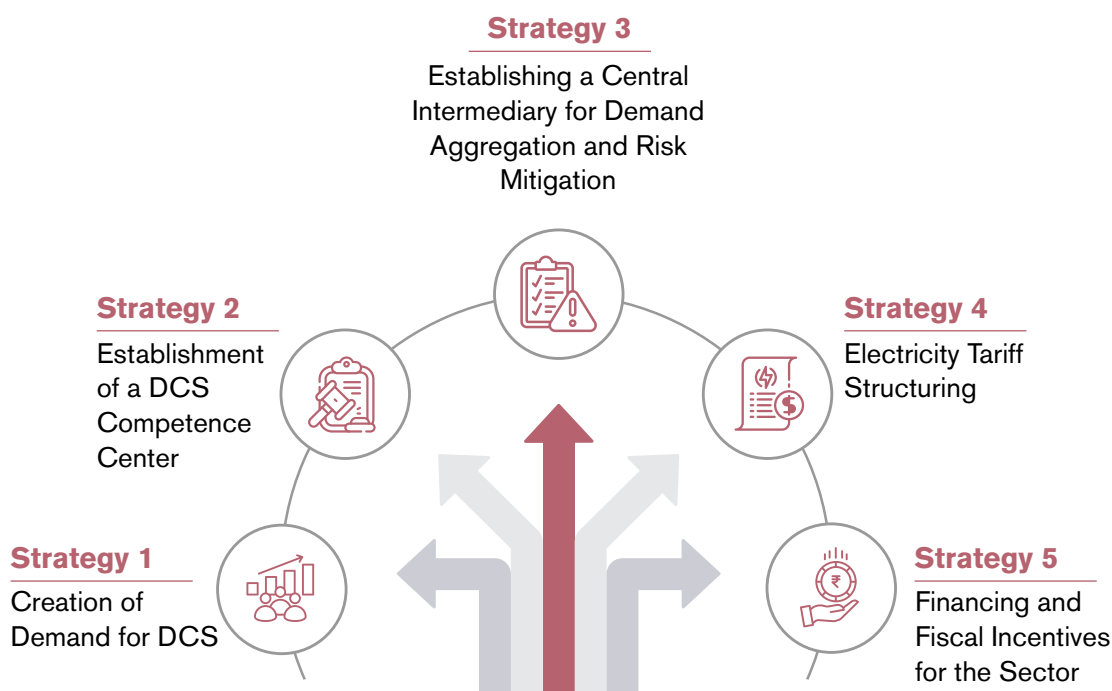 Strategy 3
Establishing a Central
Intermediary for Demand
Aggregation and Risk
Mitigation
Strategy 2
Establishment
of a DCS
Competence
Center
Strategy 4
Electricity Tariff
Structuring
Strategy 1
Creation of
Demand for DCS
Strategy 5
Financing and
Fiscal Incentives
for the Sector
$
₹